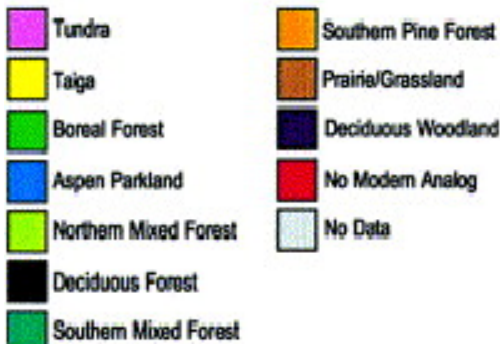 Tundra
Taiga
Boreal Forest
Aspen Parkland
Northern Mixed Forest
Deciduous Forest
Southern Mixed Forest
Southern Pine Forest
Prairie/Grassland
Deciduous Woodland
No Modern Analog
No Data